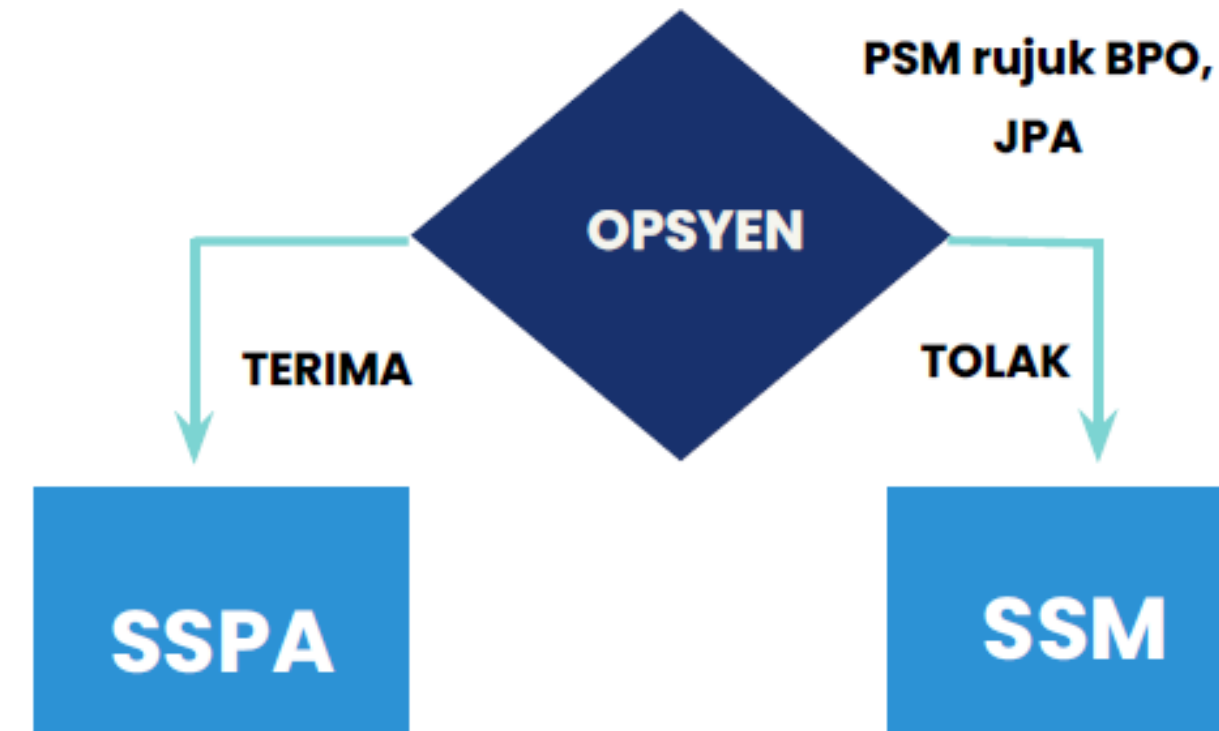 PSM rujuk BPO,
JPA
OPSYEN
TERIMA
TOLAK
SSPA
SSM